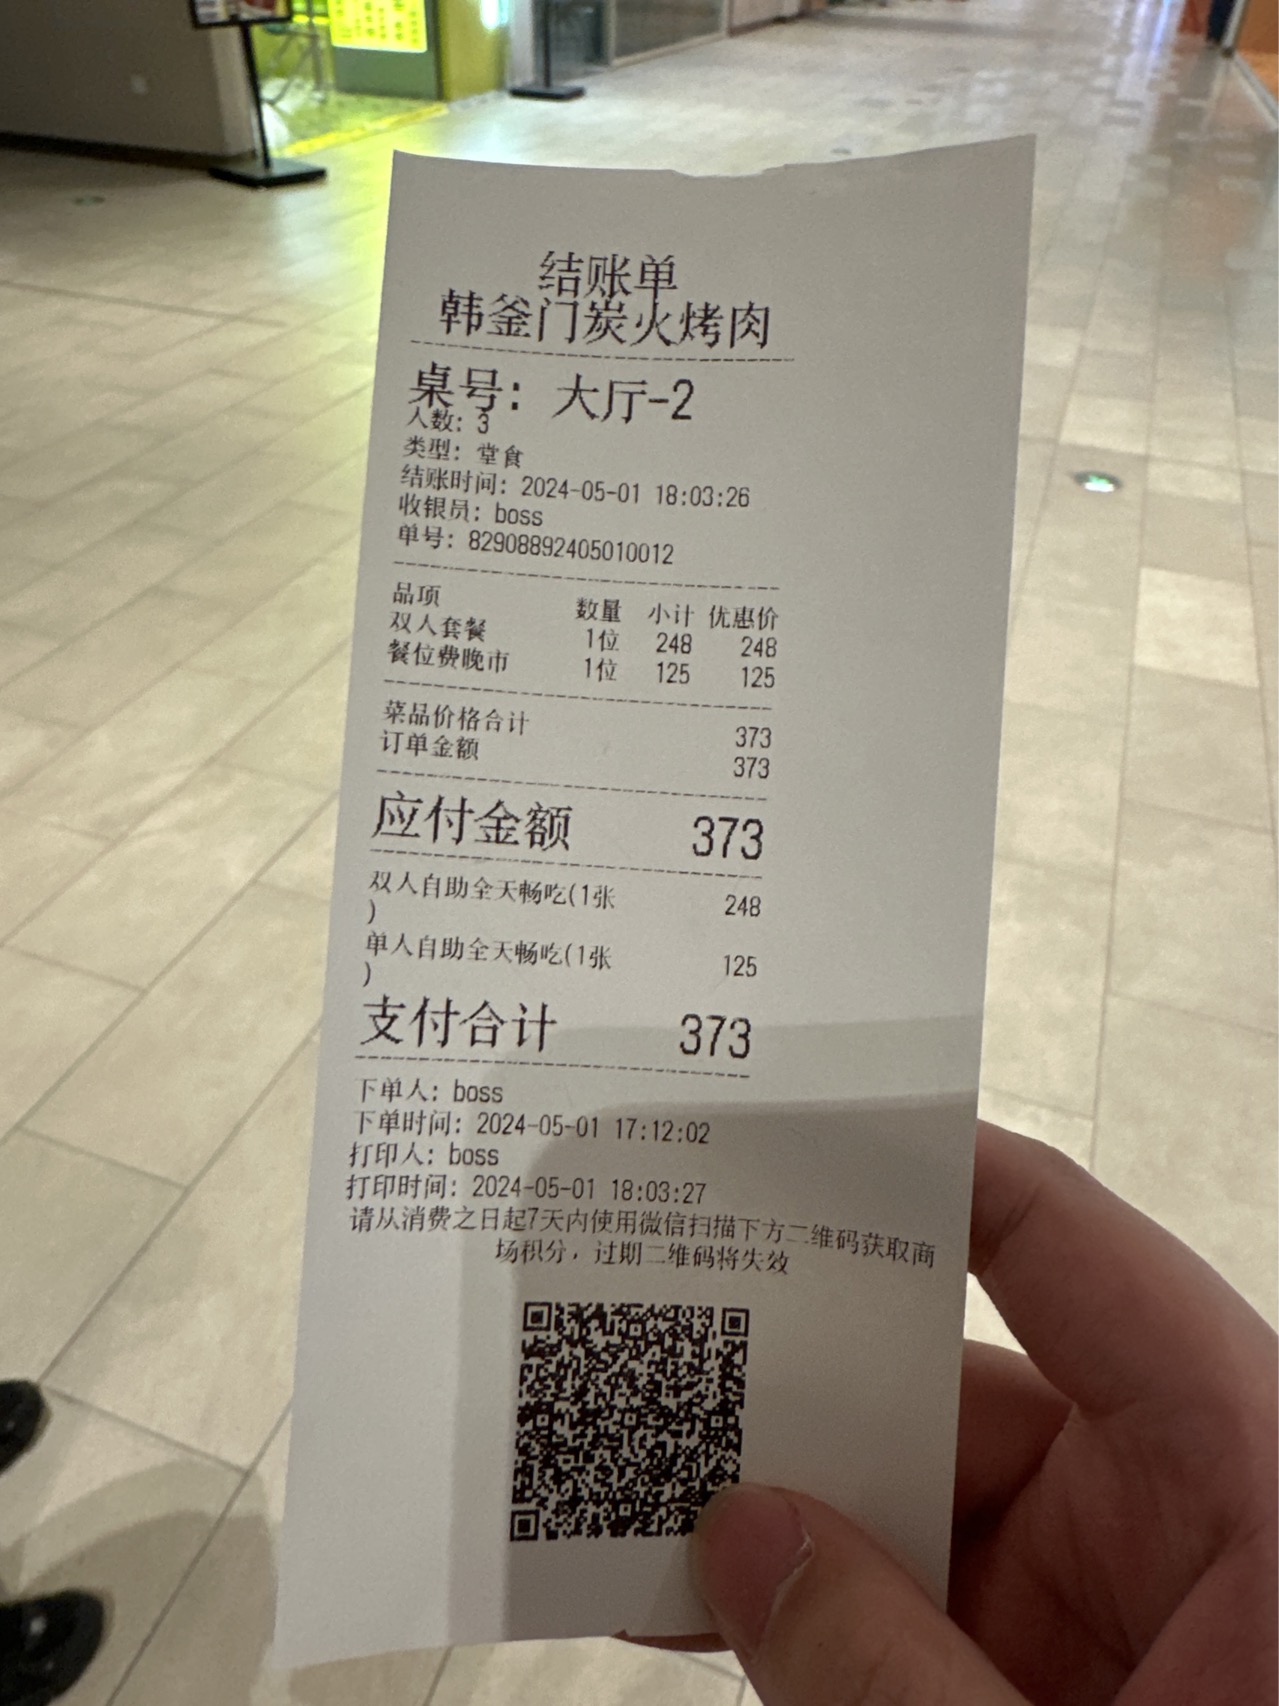 结账单
韩釜门炭火烤肉
桌号： 大厅-2
人数： 3
类型： 堂食
结账时间： 2024-05-01 18:03:26
收银员： boss
单号： 82908892405010012
品项 数量 小计 优惠价
双人套餐 1位 248 248
餐位费晚市 1位 125 125
菜品价格合计 373
订单金额 373
应付金额 373
双人自助全天畅吃(1张 248
)
单人自助全天畅吃(1张 125
)
支付合计 373
下单人： boss
下单时间： 2024-05-01 17:12:02
打印人： boss
打印时间： 2024-05-01 18:03:27
请从消费之日起7天内使用微信扫描下方二维码获取商
场积分，过期二维码将失效